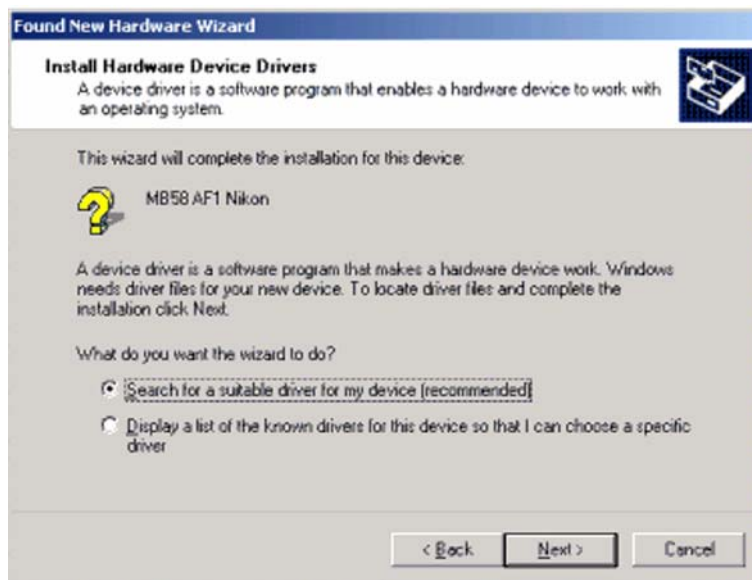 Found New Hardware Wizard
Install Hardware Device Drivers
A device driver is a software program that enables a hardware device to work with
an operating system.
This wizard will complete the installation for this device:
MB58 AF1 Nikon
A device driver is a software program that makes a hardware device work. Windows
needs driver files for your new device. To locate driver files and complete the
installation click Next.
What do you want the wizard to do?
Search for a suitable driver for my device (recommended)
Display a list of the known drivers for this device so that I can choose a specific
driver
< Back Next > Cancel